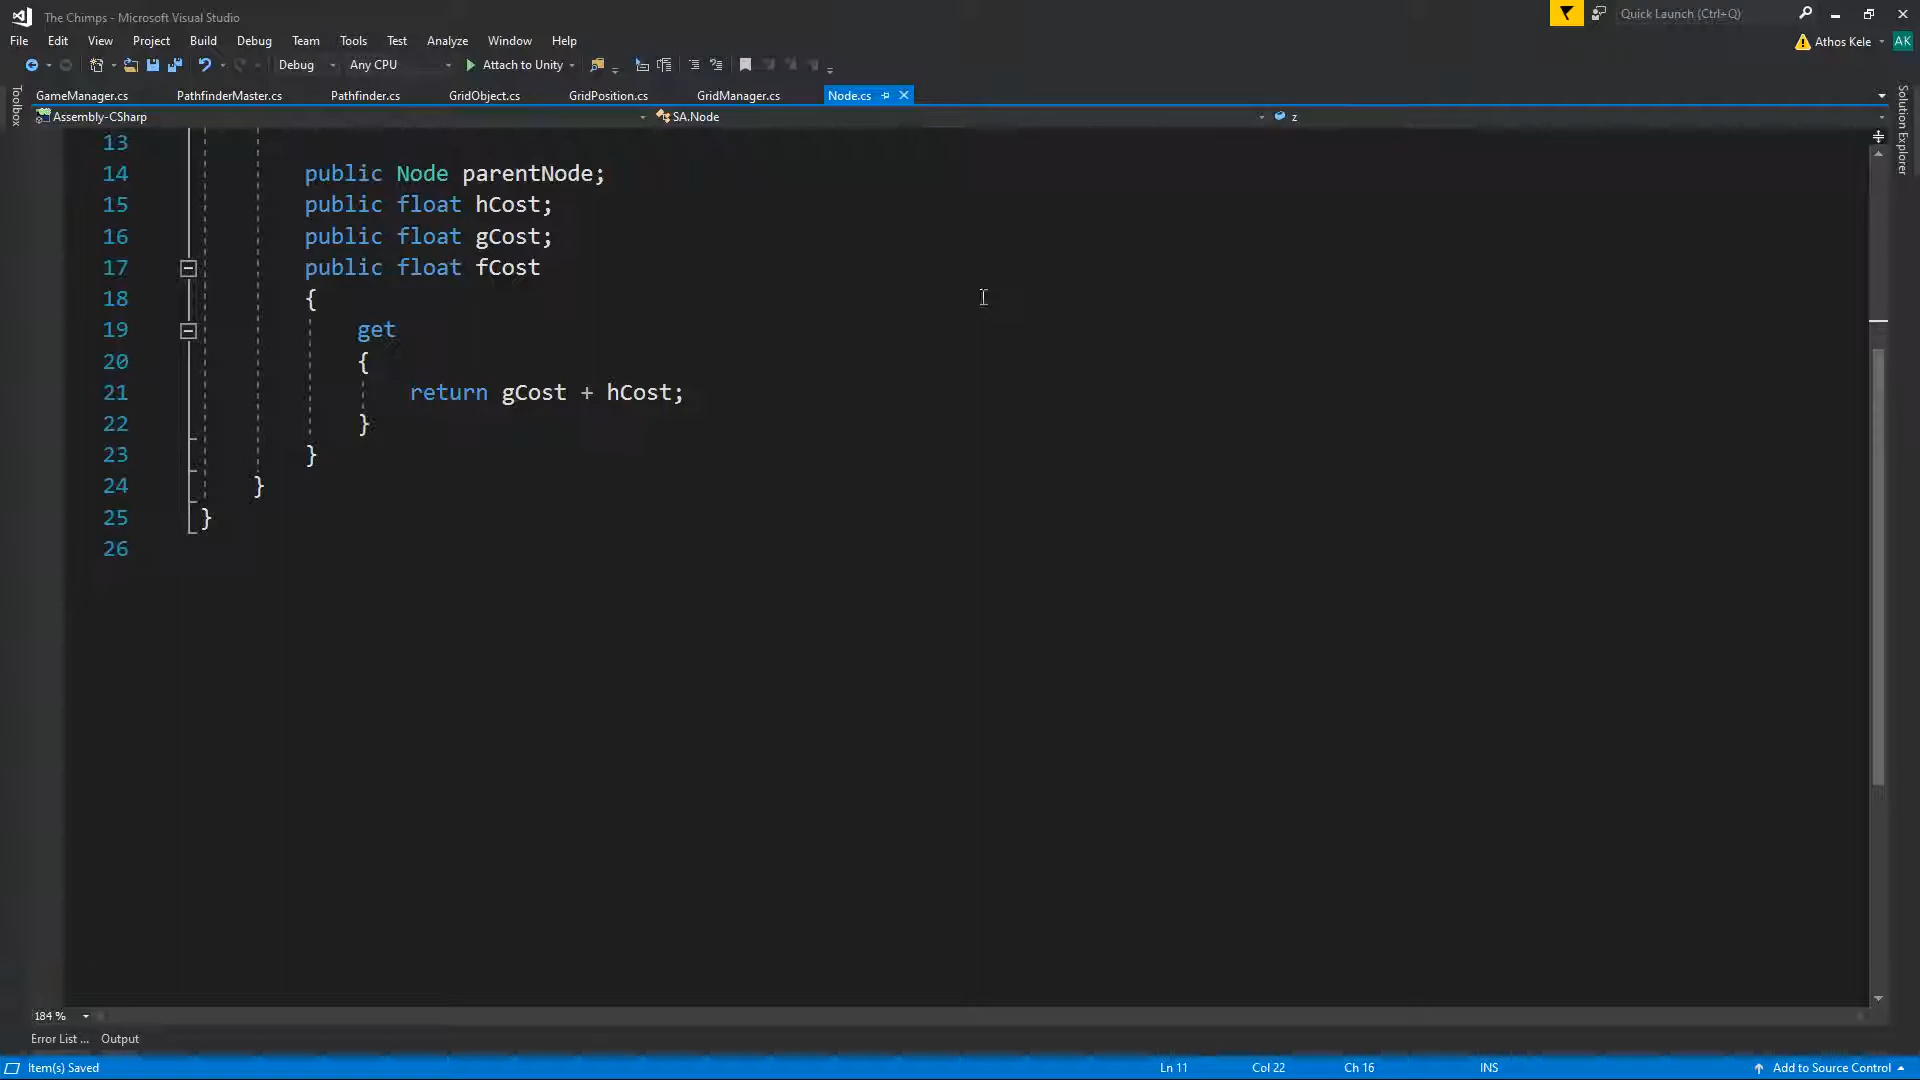 The Chimps - Microsoft Visual Studio
Quick Launch (Ctrl+Q)
File Edit View Project Build Debug Team Tools Test Analyze Window Help
Athos Kele AK
Debug Any CPU Attach to Unity
Toolbox
GameManager.cs PathfinderMaster.cs Pathfinder.cs GridObject.cs GridPosition.cs GridManager.cs Node.cs
Solution Explorer
Assembly-CSharp SA.Node z
13
14 public Node parentNode;
15 public float hCost;
16 public float gCost;
17 public float fCost
18 {
19 get
20 {
21 return gCost + hCost;
22 }
23 }
24 }
25 }
26
184 %
Error List ... Output
Item(s) Saved Ln 11 Col 22 Ch 16 INS Add to Source Control